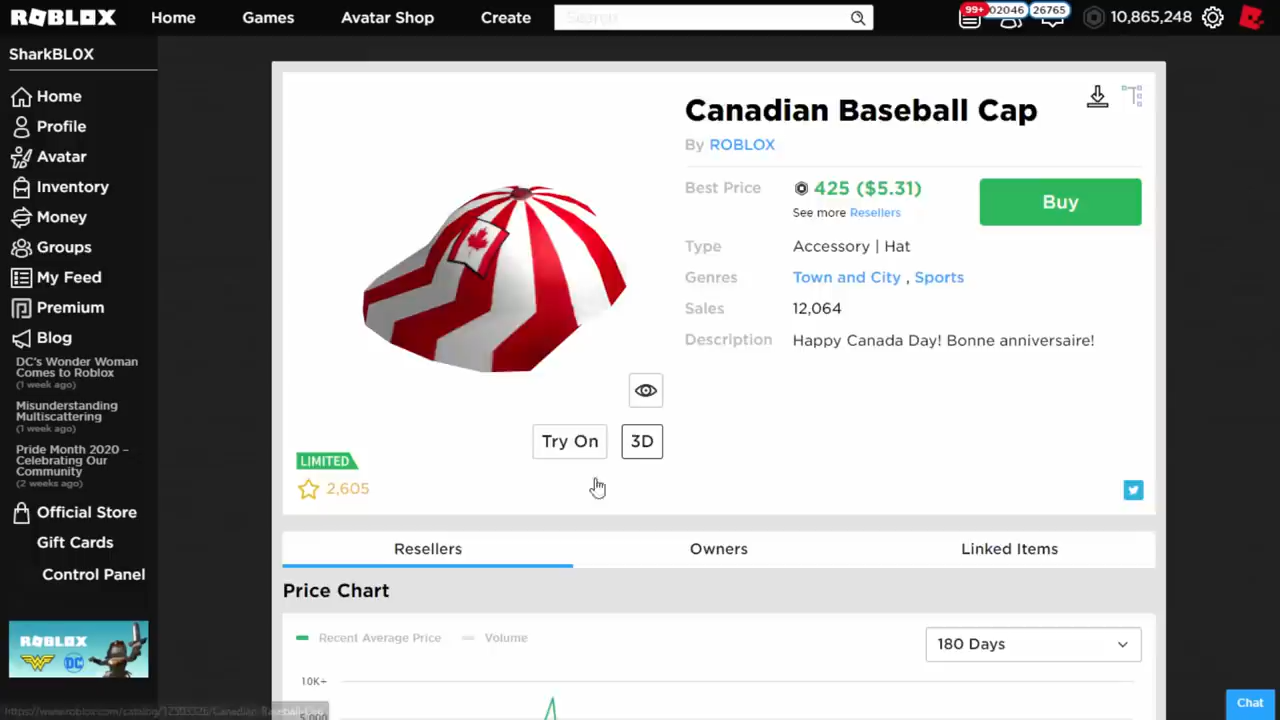 ROBLOX
Home
Games
Avatar Shop
Create
Search
99+
02046
26765
10,865,248
SharkBLOX
Home
Profile
Avatar
Inventory
Money
Groups
My Feed
Premium
Blog
DC's Wonder Woman
Comes to Roblox
(1 week ago)
Misunderstanding
Multiscattering
(1 week ago)
Pride Month 2020 –
Celebrating Our
Community
(2 weeks ago)
Official Store
Gift Cards
Control Panel
ROBLOX
DC
Canadian Baseball Cap
By ROBLOX
Best Price
425 ($5.31)
See more Resellers
Buy
Type
Accessory | Hat
Genres
Town and City , Sports
Sales
12,064
Description
Happy Canada Day! Bonne anniversaire!
Try On
3D
LIMITED
2,605
Resellers
Owners
Linked Items
Price Chart
Recent Average Price
Volume
180 Days
10K+
5,000
Chat